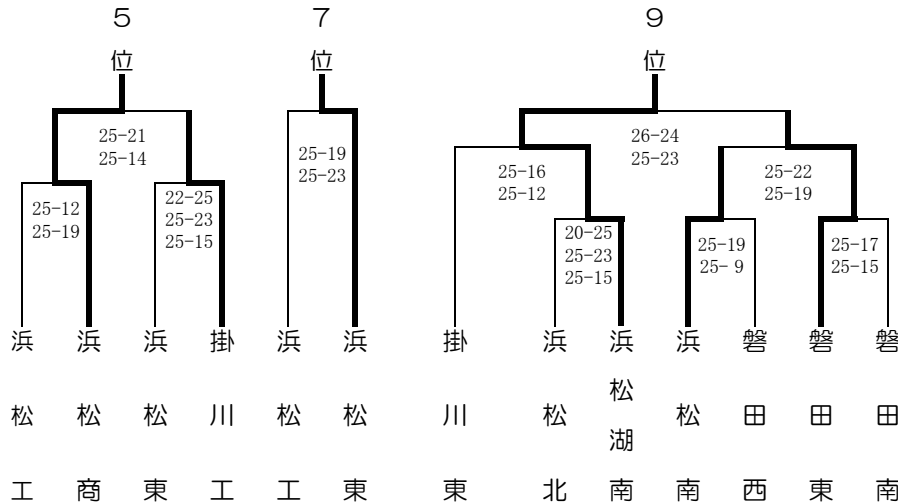 5位
7位
9位
25-21
25-14
25-19
25-23
26-24
25-23
25-16
25-12
25-22
25-19
25-12
25-19
22-25
25-23
25-15
20-25
25-23
25-15
25-19
25- 9
25-17
25-15
浜松工
浜松商
浜松東
掛川工
浜松工
浜松東
掛川東
浜松北
浜松湖南
浜松南
磐田西
磐田東
磐田南